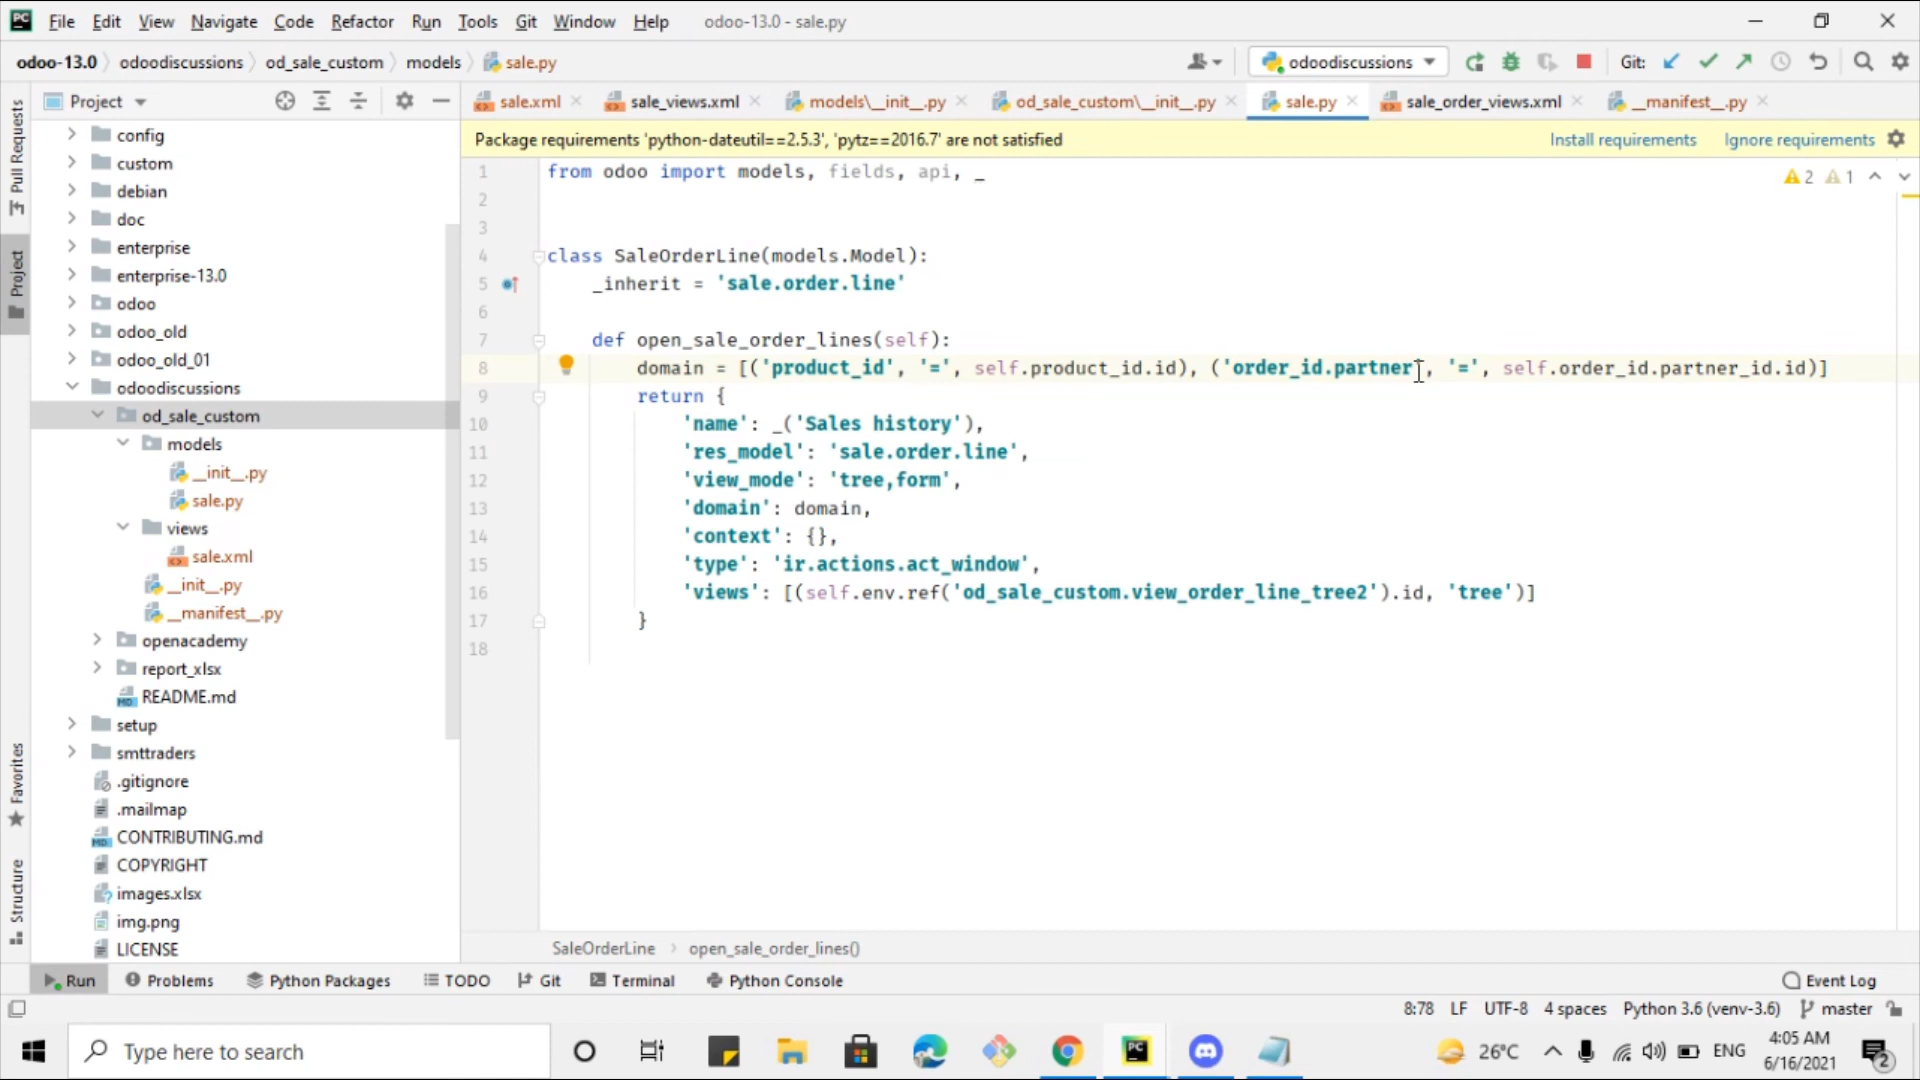 PC File Edit View Navigate Code Refactor Run Tools Git Window Help odoo-13.0 - sale.py
odoo-13.0 odoodiscussions od_sale_custom models sale.py odoodiscussions Git:
Project sale.xml sale_views.xml models\__init__.py od_sale_custom\__init__.py sale.py sale_order_views.xml __manifest__.py
Package requirements 'python-dateutil==2.5.3', 'pytz==2016.7' are not satisfied Install requirements Ignore requirements
Pull Requests
Project
Favorites
Structure
config
custom
debian
doc
enterprise
enterprise-13.0
odoo
odoo_old
odoo_old_01
odoodiscussions
od_sale_custom
models
__init__.py
sale.py
views
sale.xml
__init__.py
__manifest__.py
openacademy
report_xlsx
README.md
setup
smttraders
.gitignore
.mailmap
CONTRIBUTING.md
COPYRIGHT
images.xlsx
img.png
LICENSE
2 1
1 from odoo import models, fields, api, _
2
3
4 class SaleOrderLine(models.Model):
5 _inherit = 'sale.order.line'
6
7 def open_sale_order_lines(self):
8 domain = [('product_id', '=', self.product_id.id), ('order_id.partner', '=', self.order_id.partner_id.id)]
9 return {
10 'name': _('Sales history'),
11 'res_model': 'sale.order.line',
12 'view_mode': 'tree,form',
13 'domain': domain,
14 'context': {},
15 'type': 'ir.actions.act_window',
16 'views': [(self.env.ref('od_sale_custom.view_order_line_tree2').id, 'tree')]
17 }
18
SaleOrderLine open_sale_order_lines()
Run Problems Python Packages TODO Git Terminal Python Console Event Log
8:78 LF UTF-8 4 spaces Python 3.6 (venv-3.6) master
Type here to search PC 26°C ENG 4:05 AM
6/16/2021 2